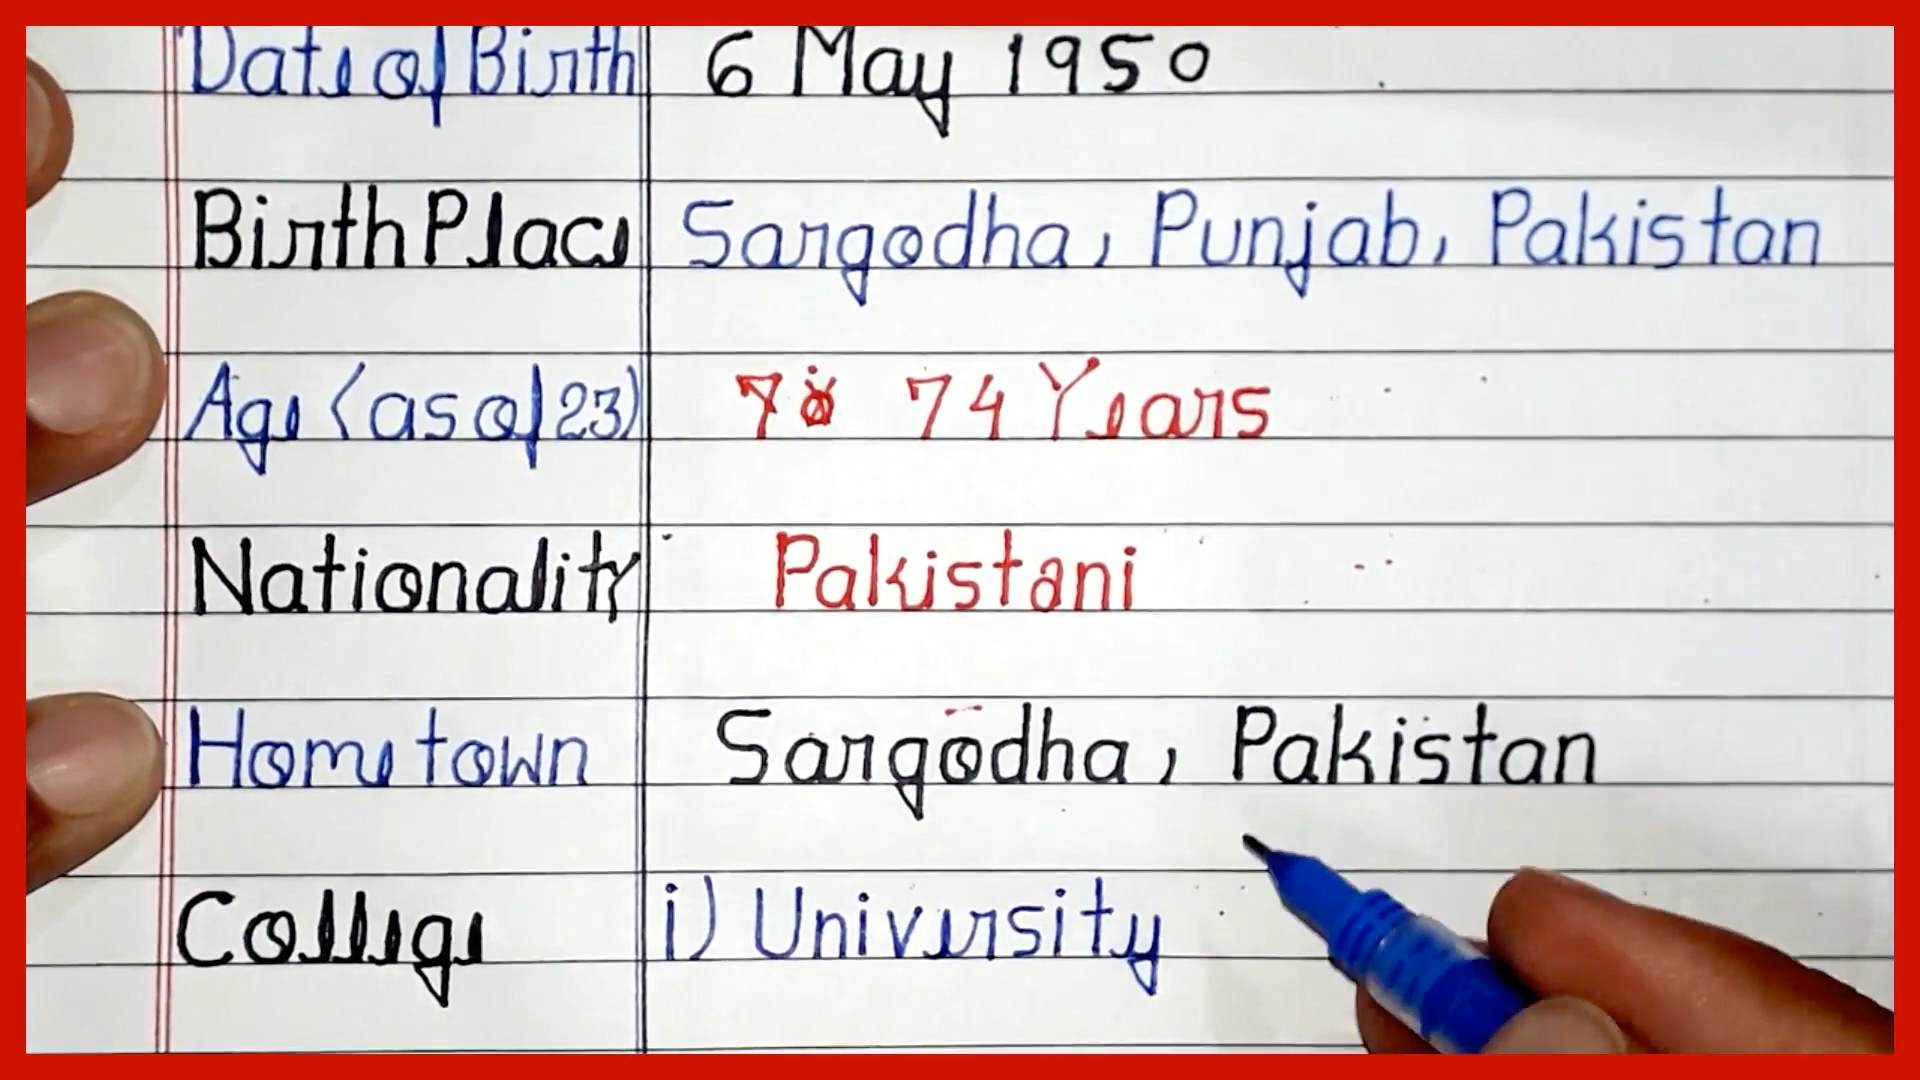 Date of Birth 6 May 1950
Birth Place Sargodha, Punjab, Pakistan
Age (as of 23) 74 Years
Nationality Pakistani
Hometown Sargodha, Pakistan
College i) University